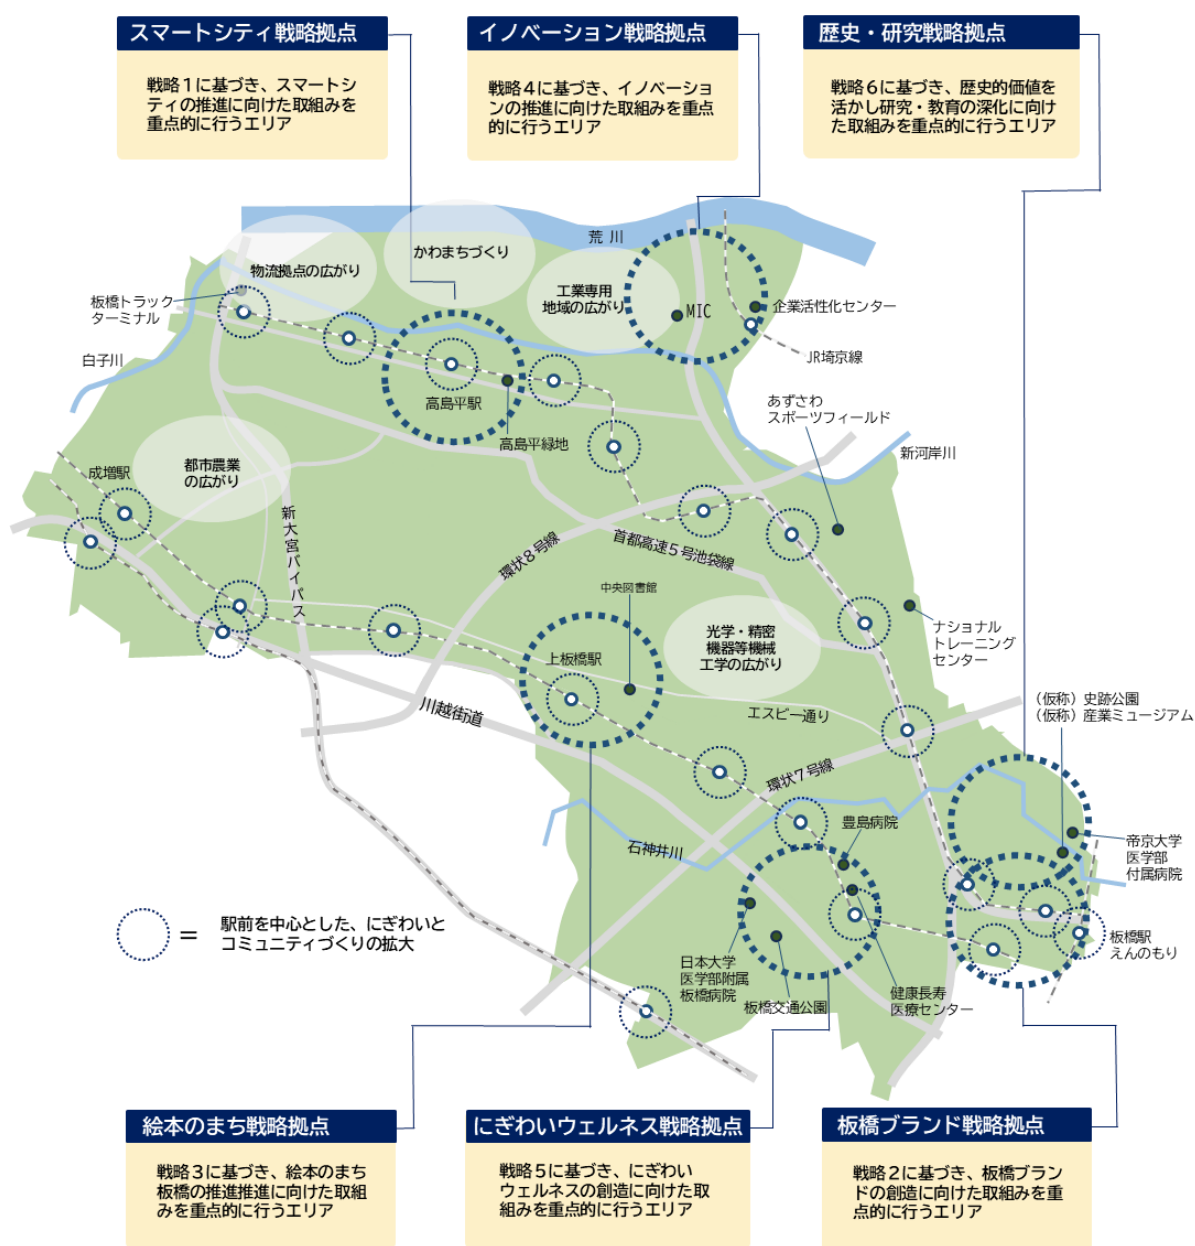 スマートシティ戦略拠点
戦略１に基づき、スマートシ
ティの推進に向けた取組みを
重点的に行うエリア
イノベーション戦略拠点
戦略４に基づき、イノベーショ
ンの推進に向けた取組みを重点
的に行うエリア
歴史・研究戦略拠点
戦略６に基づき、歴史的価値を
活かし研究・教育の深化に向け
た取組みを重点的に行うエリア
荒川
かわまちづくり
物流拠点の広がり
工業専用
地域の広がり
板橋トラック
ターミナル
MIC
企業活性化センター
JR埼京線
白子川
高島平駅
高島平緑地
あずさわ
スポーツフィールド
新河岸川
成増駅
都市農業
の広がり
新大宮バイパス
環状８号線
首都高速５号池袋線
中央図書館
光学・精密
機器等機械
工学の広がり
ナショナル
トレーニング
センター
上板橋駅
（仮称）史跡公園
（仮称）産業ミュージアム
川越街道
エスビー通り
環状７号線
豊島病院
石神井川
帝京大学
医学部
付属病院
駅前を中心とした、にぎわいと
＝
コミュニティづくりの拡大
板橋駅
えんのもり
日本大学
医学部附属
板橋病院
板橋交通公園
健康長寿
医療センター
絵本のまち戦略拠点
戦略３に基づき、絵本のまち
板橋の推進推進に向けた取組
みを重点的に行うエリア
にぎわいウェルネス戦略拠点
戦略５に基づき、にぎわい
ウェルネスの創造に向けた取
組みを重点的に行うエリア
板橋ブランド戦略拠点
戦略２に基づき、板橋ブラン
ドの創造に向けた取組みを重
点的に行うエリア